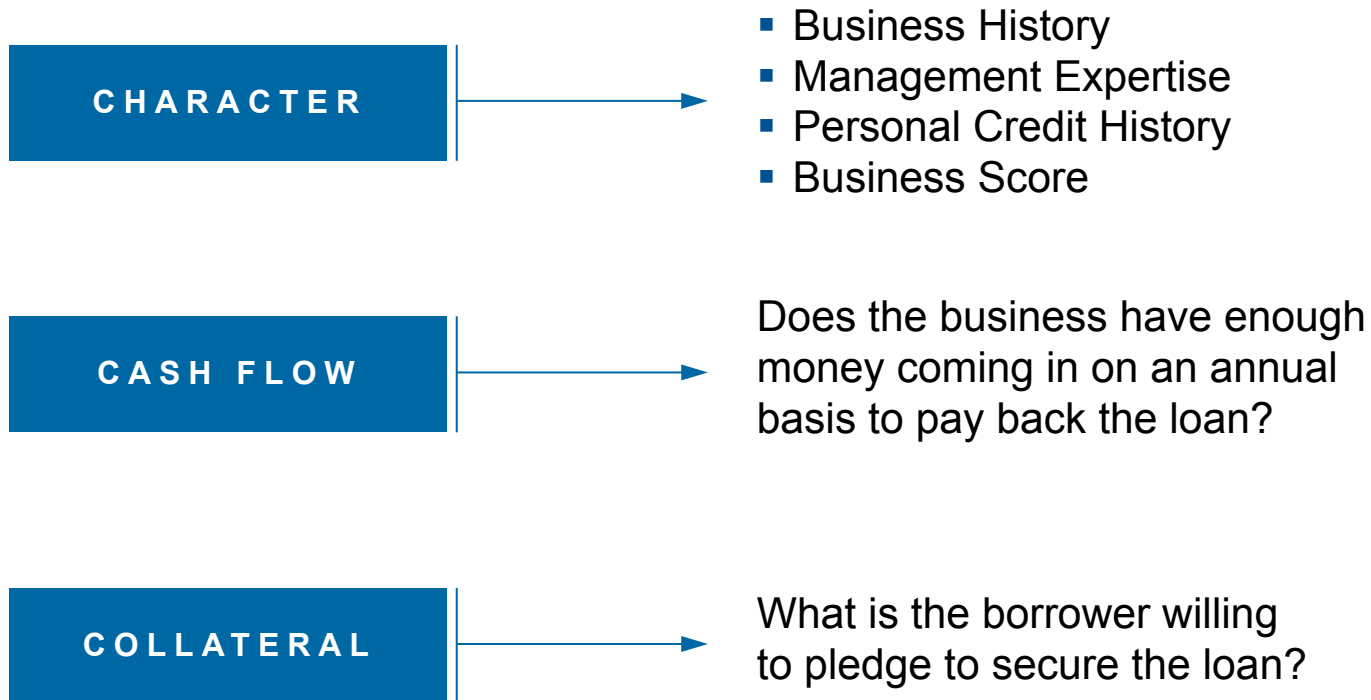 CHARACTER
▪ Business History
▪ Management Expertise
▪ Personal Credit History
▪ Business Score
CASH FLOW
Does the business have enough
money coming in on an annual
basis to pay back the loan?
COLLATERAL
What is the borrower willing
to pledge to secure the loan?